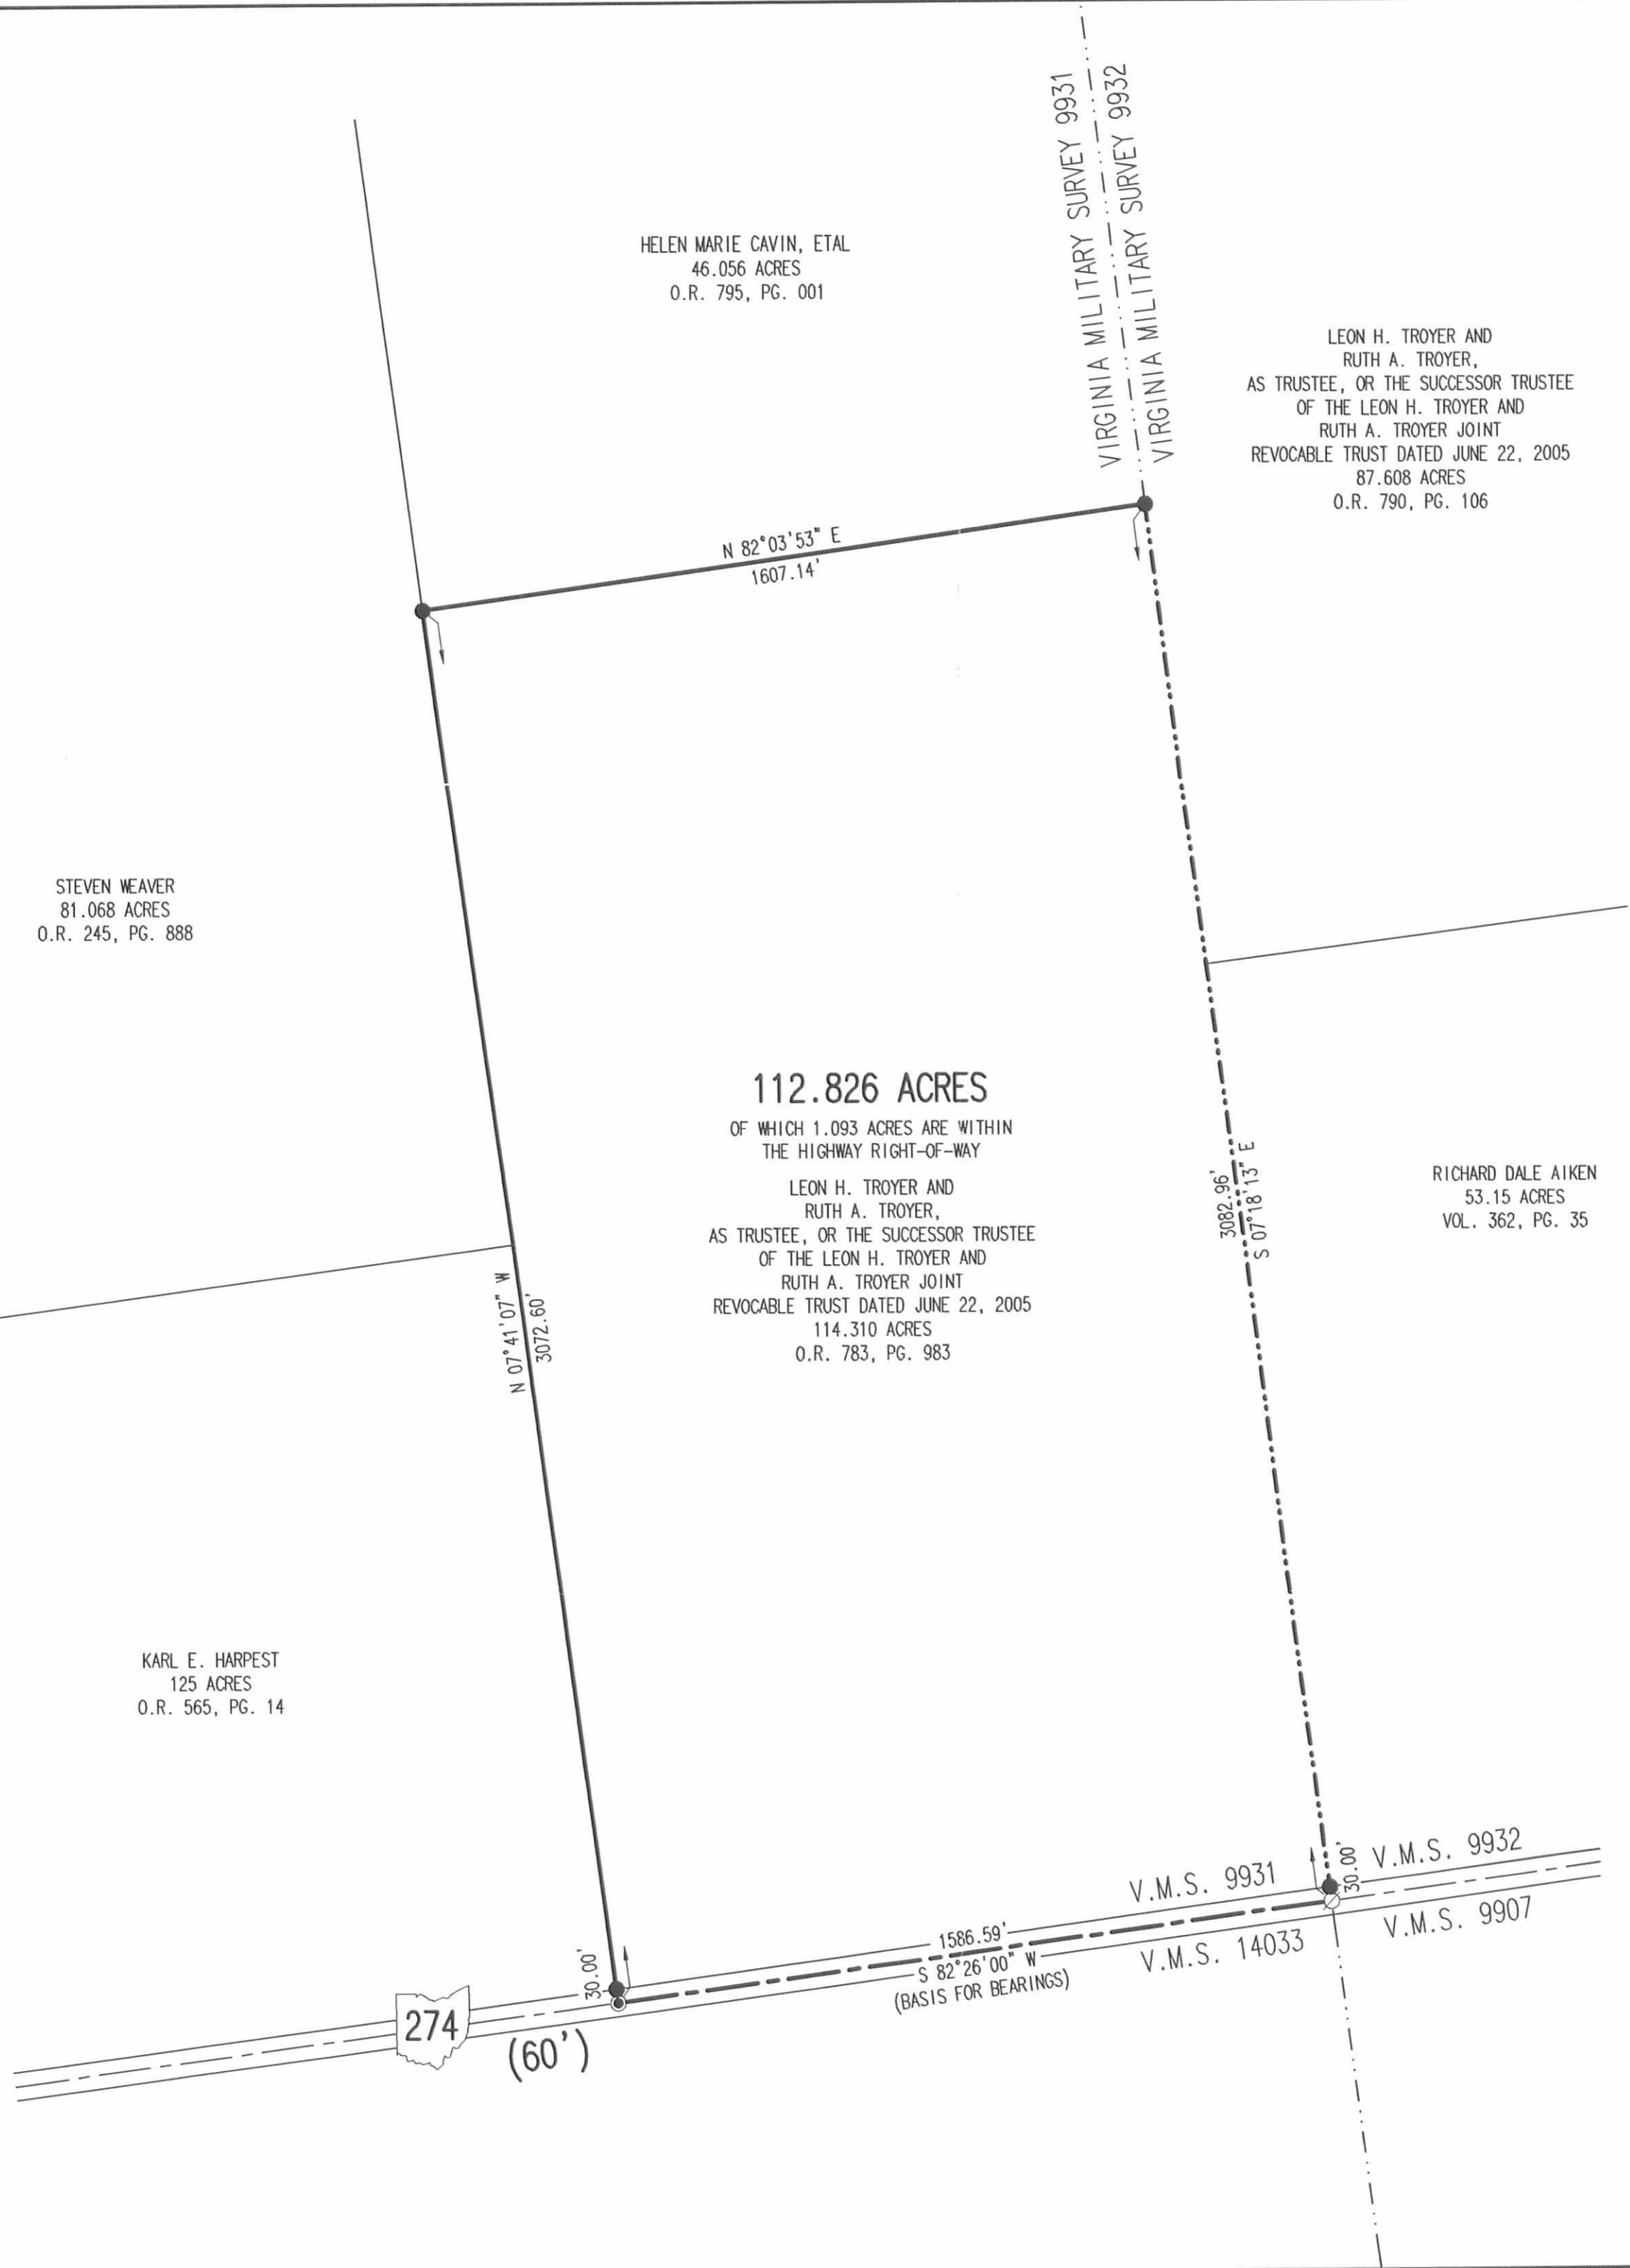 VIRGINIA MILITARY SURVEY 9931
VIRGINIA MILITARY SURVEY 9932
HELEN MARIE CAVIN, ETAL
46.056 ACRES
O.R. 795, PG. 001
LEON H. TROYER AND
RUTH A. TROYER,
AS TRUSTEE, OR THE SUCCESSOR TRUSTEE
OF THE LEON H. TROYER AND
RUTH A. TROYER JOINT
REVOCABLE TRUST DATED JUNE 22, 2005
87.608 ACRES
O.R. 790, PG. 106
N 82°03'53" E
1607.14'
STEVEN WEAVER
81.068 ACRES
O.R. 245, PG. 888
112.826 ACRES
OF WHICH 1.093 ACRES ARE WITHIN
THE HIGHWAY RIGHT-OF-WAY
LEON H. TROYER AND
RUTH A. TROYER,
AS TRUSTEE, OR THE SUCCESSOR TRUSTEE
OF THE LEON H. TROYER AND
RUTH A. TROYER JOINT
REVOCABLE TRUST DATED JUNE 22, 2005
114.310 ACRES
O.R. 783, PG. 983
3082.96'
S 07°18'13" E
RICHARD DALE AIKEN
53.15 ACRES
VOL. 362, PG. 35
N 07°41'07" W
3072.60'
KARL E. HARPEST
125 ACRES
O.R. 565, PG. 14
V.M.S. 9931
30.00'
V.M.S. 9932
1586.59'
S 82°26'00" W
(BASIS FOR BEARINGS)
V.M.S. 14033
V.M.S. 9907
30.00'
274
(60')